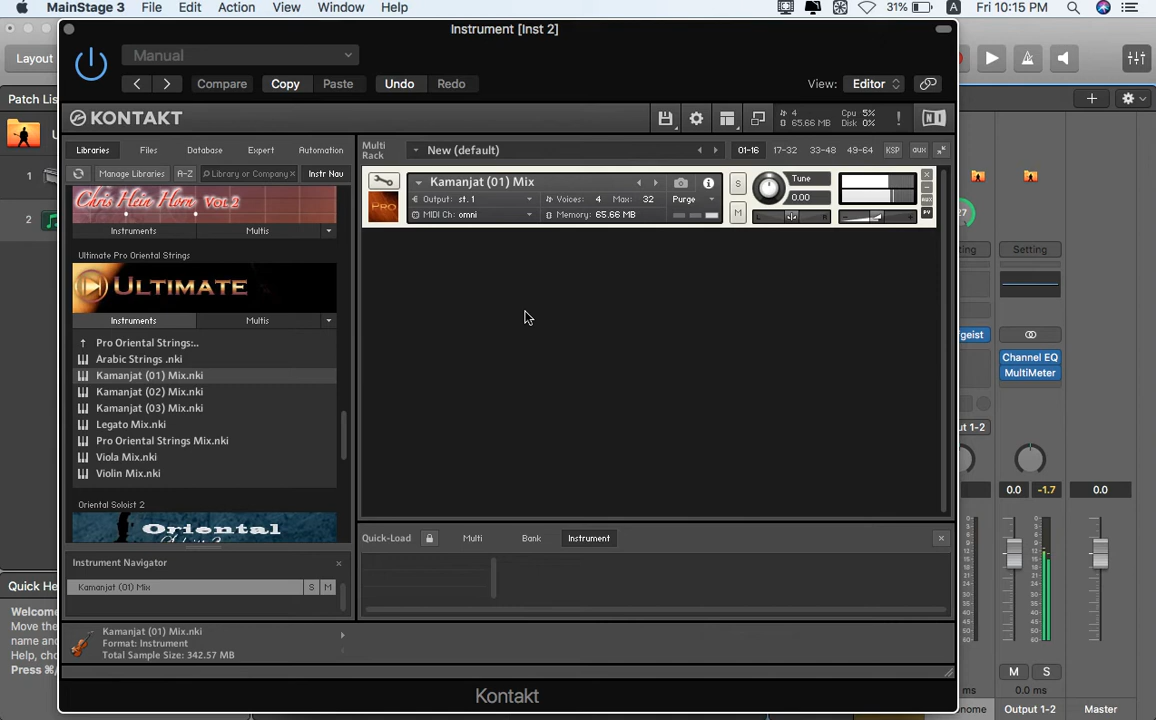 MainStage 3 File Edit Action View Window Help 31% A Fri 10:15 PM
Instrument [Inst 2]
Layout
Manual
Compare Copy Paste Undo Redo View: Editor
Patch List
KONTAKT
4
65.66 MB
Cpu 5%
Disk 0%
!
NI
Libraries Files Database Expert Automation
Multi
Rack
New (default)
01-16 17-32 33-48 49-64 KSP aux
Manage Libraries A-Z Library or Company × Instr Nav
Chris Hein Horn Vol.2
Instruments Multis
Kamanjat (01) Mix
Output: st. 1 Voices: 4 Max: 32 Purge
MIDI Ch: omni Memory: 65.66 MB
PRO
S
M
Tune
0.00
L R
aux
PV
1
2
Ultimate Pro Oriental Strings
ULTIMATE
Instruments Multis
Pro Oriental Strings:..
Arabic Strings .nki
Kamanjat (01) Mix.nki
Kamanjat (02) Mix.nki
Kamanjat (03) Mix.nki
Legato Mix.nki
Pro Oriental Strings Mix.nki
Viola Mix.nki
Violin Mix.nki
Oriental Soloist 2
Oriental
Quick-Load Multi Bank Instrument
Instrument Navigator
Kamanjat (01) Mix S M
Kamanjat (01) Mix.nki
Format: Instrument
Total Sample Size: 342.57 MB
Kontakt
Quick He
Welcome
Move the
name and
Help, cho
Press ⌘/
Setting
Channel EQ
MultiMeter
0.0 -1.7 0.0
M S
0.0 ms
Output 1-2 Master